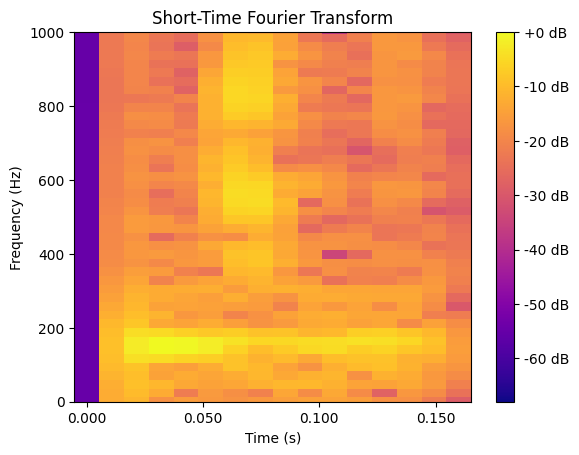 Short-Time Fourier Transform
1000
800
600
400
200
0
Frequency (Hz)
0.000
0.050
0.100
0.150
Time (s)
+0 dB
-10 dB
-20 dB
-30 dB
-40 dB
-50 dB
-60 dB